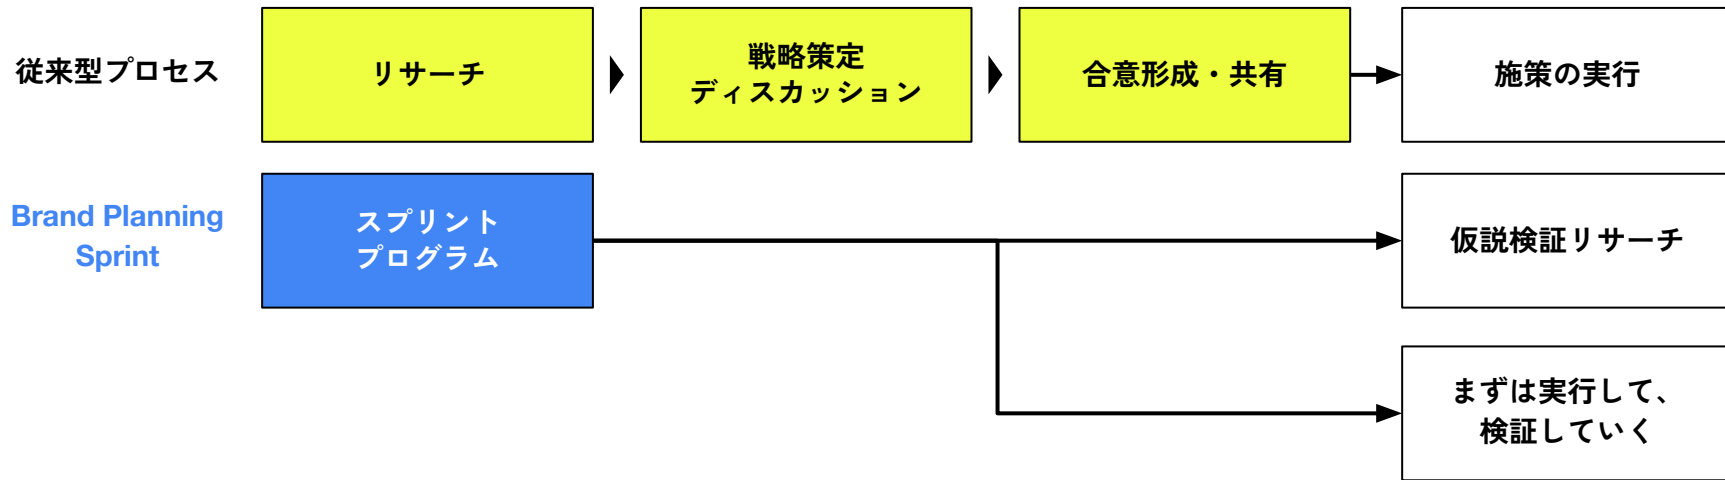 従来型プロセス
リサーチ
戦略策定
ディスカッション
合意形成・共有
施策の実行
Brand Planning
Sprint
スプリント
プログラム
仮説検証リサーチ
まずは実行して、
検証していく